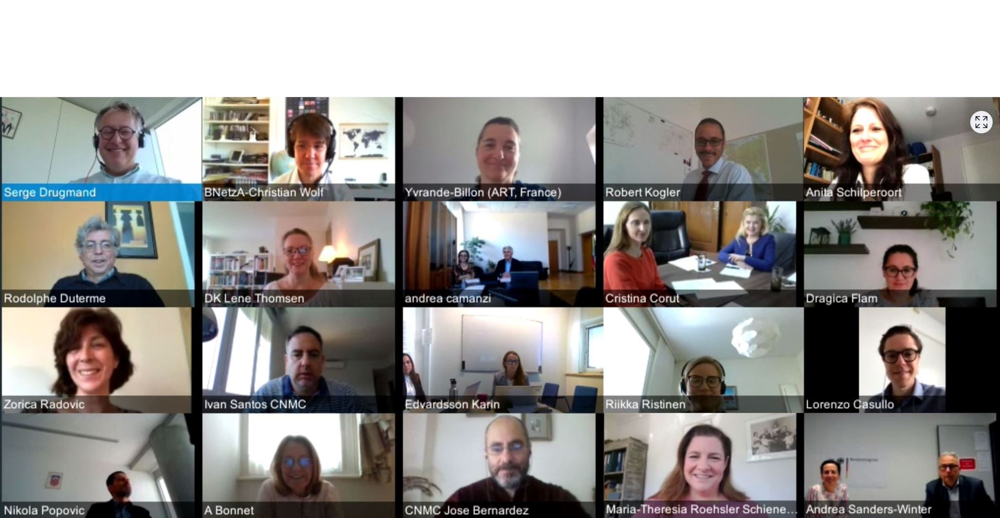 Serge Drugmand
BNetzA-Christian Wolf
Yvrande-Billon (ART, France)
Robert Kogler
Anita Schilperoort
Rodolphe Duterme
DK Lene Thomsen
andrea camanzi
Cristina Corut
Dragica Flam
Zorica Radovic
Ivan Santos CNMC
Edvardsson Karin
Riikka Ristinen
Lorenzo Casullo
Nikola Popovic
A Bonnet
CNMC Jose Bernardez
Maria-Theresia Roehsler Schiene...
Andrea Sanders-Winter